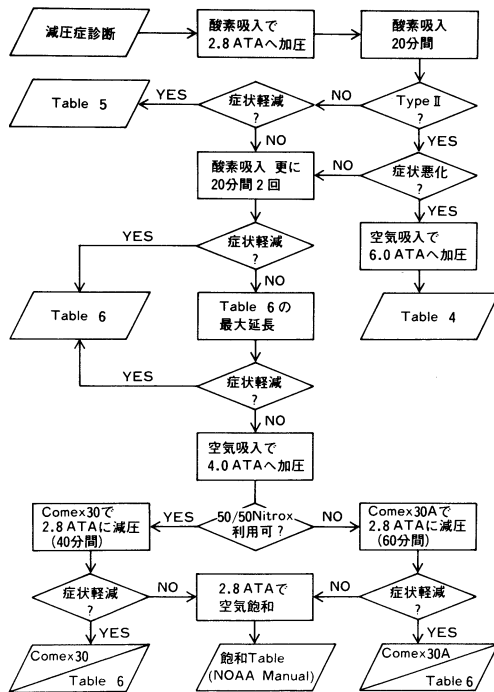 減圧症診断
酸素吸入で
2.8 ATAへ加圧
酸素吸入
20分間
Table 5
YES
症状軽減
?
NO
Type II
?
NO
YES
酸素吸入 更に
20分間2回
NO
症状悪化
?
YES
YES
症状軽減
?
空気吸入で
6.0 ATAへ加圧
NO
Table 6
Table 6 の
最大延長
Table 4
YES
症状軽減
?
NO
空気吸入で
4.0 ATAへ加圧
Comex30で
2.8 ATAに減圧
(40分間)
YES
50/50Nitrox
利用可?
NO
Comex30Aで
2.8 ATAに減圧
(60分間)
症状軽減
?
NO
2.8 ATAで
空気飽和
NO
症状軽減
?
YES
YES
Comex30
Table 6
飽和Table
(NOAA Manual)
Comex30A
Table 6